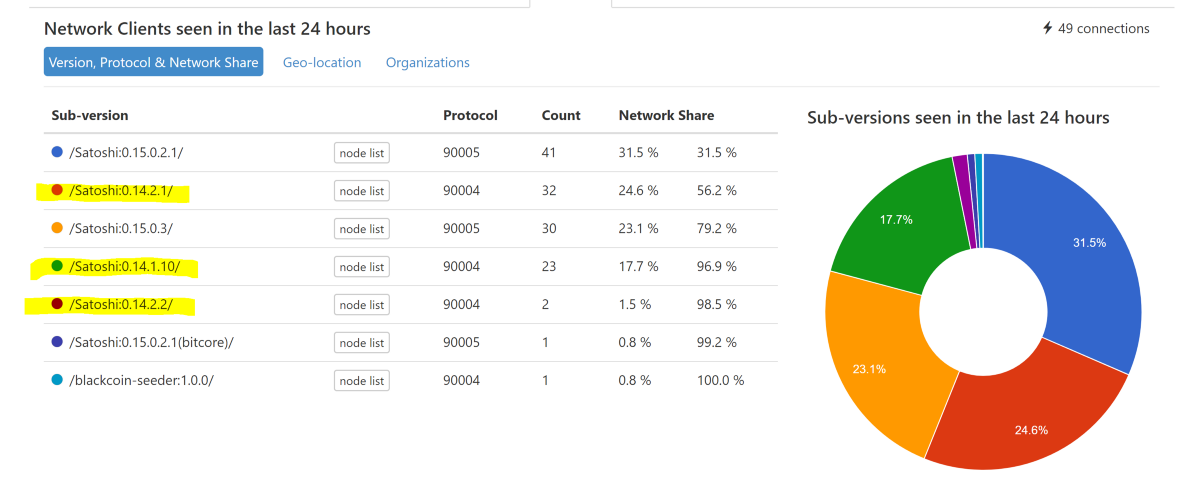 Network Clients seen in the last 24 hours
49 connections
Version, Protocol & Network Share Geo-location Organizations
Sub-version Protocol Count Network Share
/Satoshi:0.15.0.2.1/ node list 90005 41 31.5 % 31.5 %
/Satoshi:0.14.2.1/ node list 90004 32 24.6 % 56.2 %
/Satoshi:0.15.0.3/ node list 90005 30 23.1 % 79.2 %
/Satoshi:0.14.1.10/ node list 90004 23 17.7 % 96.9 %
/Satoshi:0.14.2.2/ node list 90004 2 1.5 % 98.5 %
/Satoshi:0.15.0.2.1(bitcore)/ node list 90005 1 0.8 % 99.2 %
/blackcoin-seeder:1.0.0/ node list 90004 1 0.8 % 100.0 %
Sub-versions seen in the last 24 hours
17.7%
31.5%
23.1%
24.6%